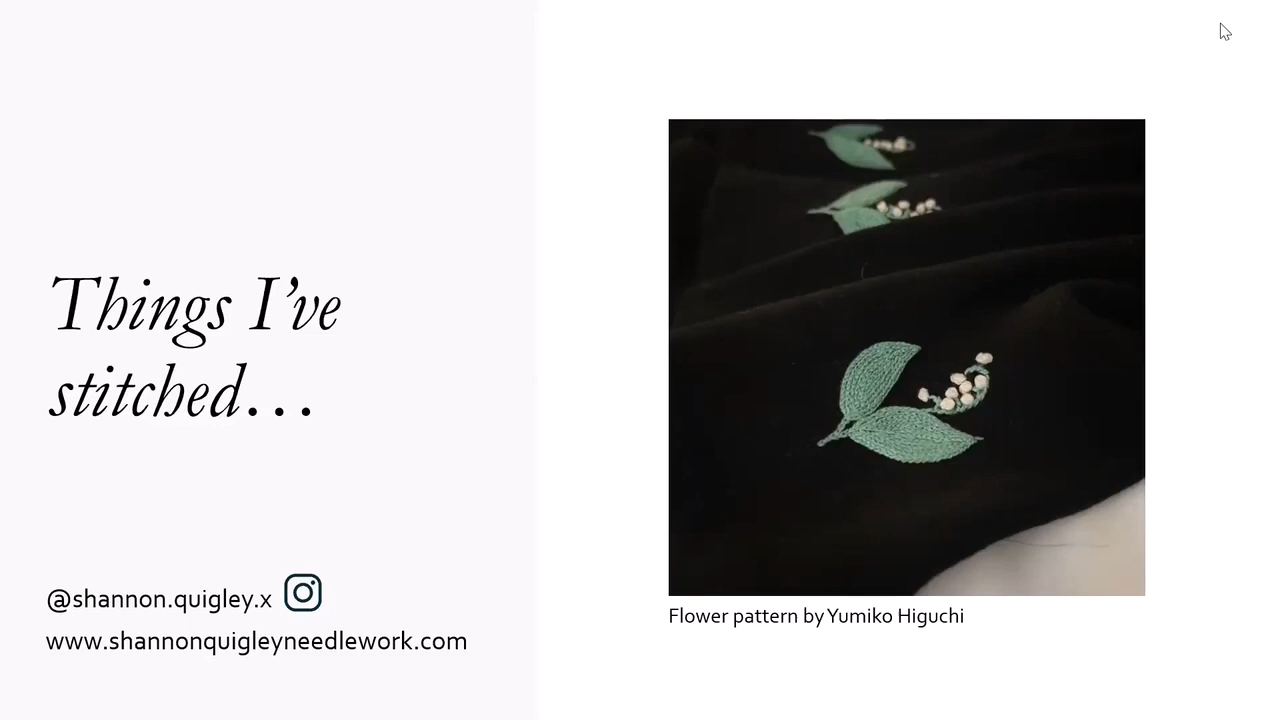 Things I’ve
stitched…
@shannon.quigley.x
www.shannonquigleyneedlework.com
Flower pattern by Yumiko Higuchi